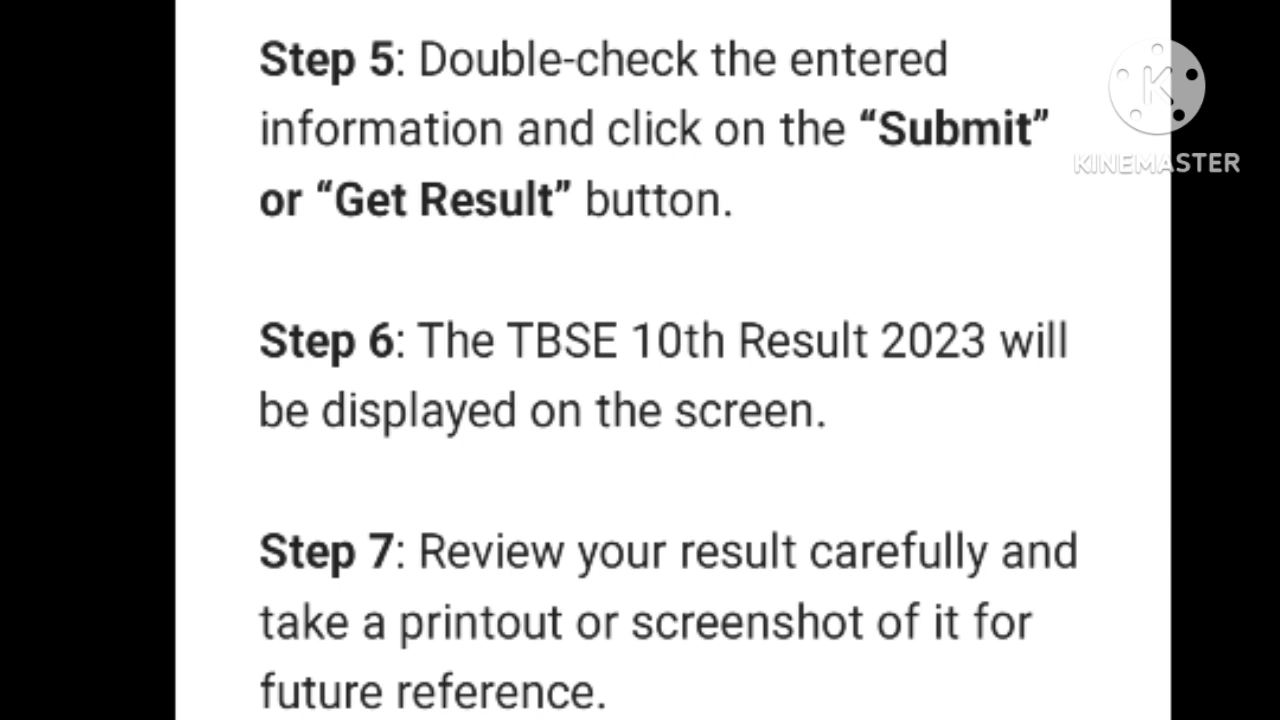 Step 5: Double-check the entered
information and click on the “Submit”
or “Get Result” button.
Step 6: The TBSE 10th Result 2023 will
be displayed on the screen.
Step 7: Review your result carefully and
take a printout or screenshot of it for
future reference.
K
KINEMASTER